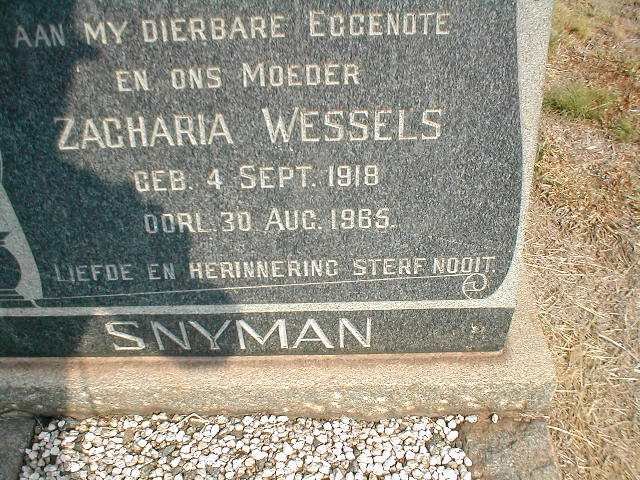 AAN MY DIERBARE EGGENOTE
EN ONS MOEDER
ZACHARIA WESSELS
GEB. 4 SEPT. 1918
OORL. 30 AUG. 1965.
LIEFDE EN HERINNERING STERF NOOIT.
SNYMAN